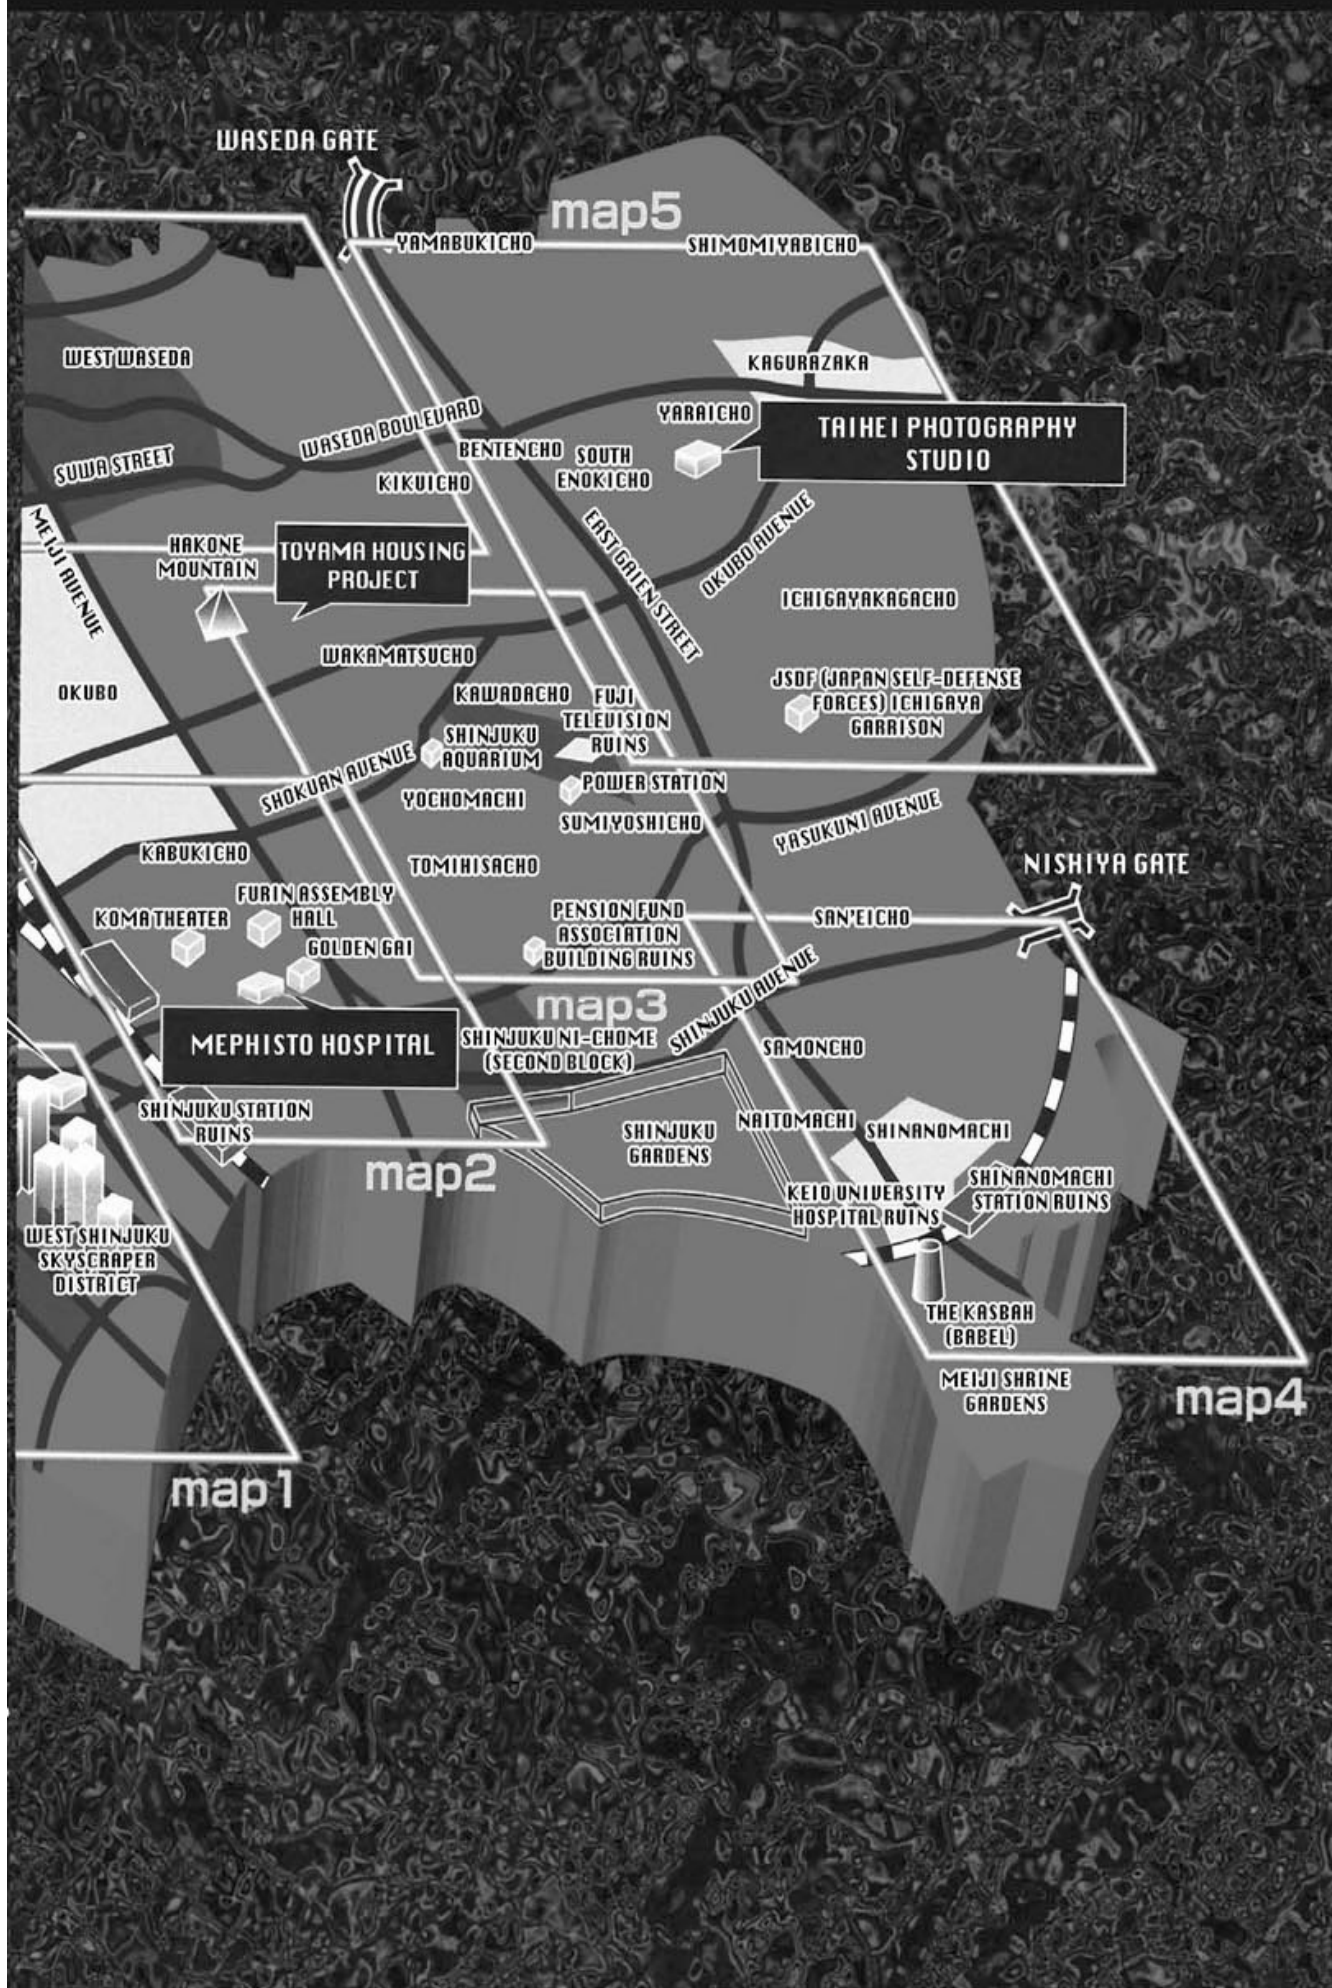 WASEDA GATE
map5
YAMABUKICHO
SHIMOMIYABICHO
WEST WASEDA
KAGURAZAKA
YARAICHO
TAIHEI PHOTOGRAPHY
STUDIO
WASEDA BOULEVARD
BENTENCHO
SOUTH
ENOKICHO
SUWA STREET
KIKUICHO
MEIJI AVENUE
HAKONE
MOUNTAIN
TOYAMA HOUSING
PROJECT
EAST GAIEN STREET
OKUBO AVENUE
ICHIGAYAKAGACHO
WAKAMATSUCHO
OKUBO
KAWADACHO
FUJI
TELEVISION
RUINS
JSDF (JAPAN SELF-DEFENSE
FORCES) ICHIGAYA
GARRISON
SHINJUKU
AQUARIUM
SHOKUAN AVENUE
YOCHOMACHI
POWER STATION
SUMIYOSHICHO
YASUKUNI AVENUE
KABUKICHO
TOMIHISACHO
NISHIYA GATE
FURIN ASSEMBLY
HALL
KOMA THEATER
GOLDEN GAI
PENSION FUND
ASSOCIATION
BUILDING RUINS
SAN'EICHO
map3
SHINJUKU AVENUE
MEPHISTO HOSPITAL
SHINJUKU NI-CHOME
(SECOND BLOCK)
SAMONCHO
SHINJUKU STATION
RUINS
SHINJUKU
GARDENS
NAITOMACHI
SHINANOMACHI
map2
KEIO UNIVERSITY
HOSPITAL RUINS
SHINANOMACHI
STATION RUINS
WEST SHINJUKU
SKYSCRAPER
DISTRICT
THE KASBAH
(BABEL)
MEIJI SHRINE
GARDENS
map4
map1